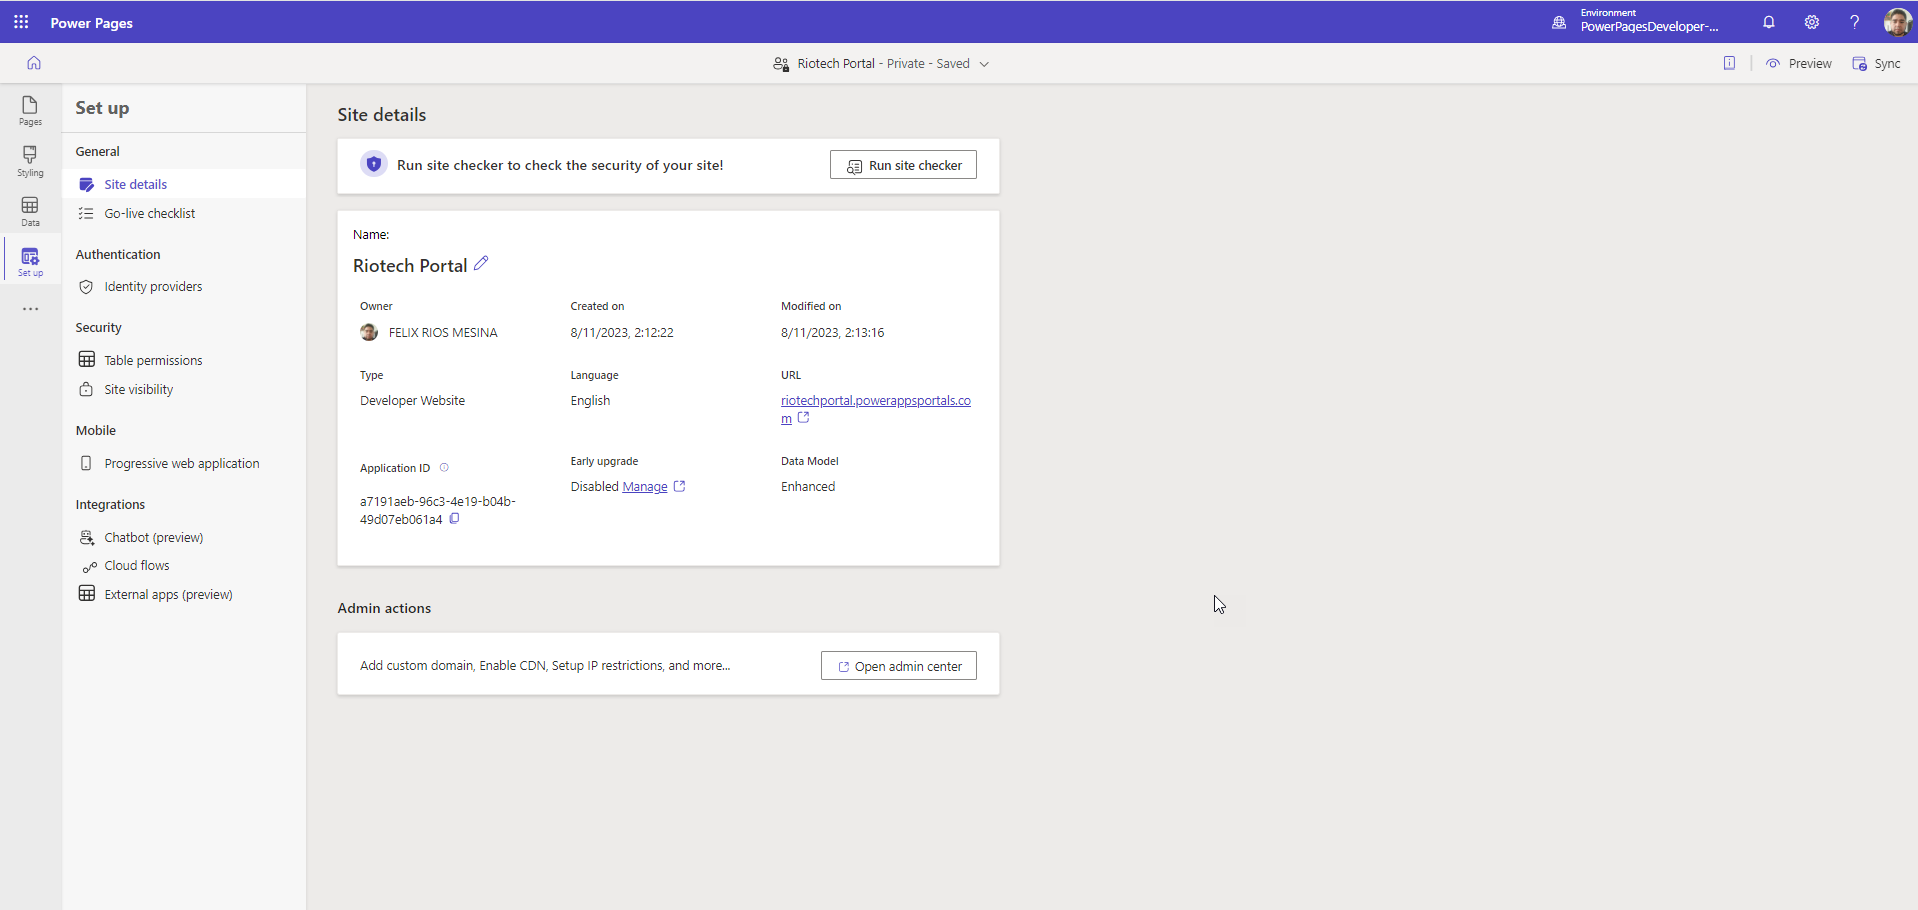 Power Pages
Environment
PowerPagesDeveloper-...
Riotech Portal - Private - Saved
Preview
Sync
Pages
Styling
Data
Set up
Set up
General
Site details
Go-live checklist
Authentication
Identity providers
Security
Table permissions
Site visibility
Mobile
Progressive web application
Integrations
Chatbot (preview)
Cloud flows
External apps (preview)
Site details
Run site checker to check the security of your site!
Run site checker
Name:
Riotech Portal
Owner
FELIX RIOS MESINA
Created on
8/11/2023, 2:12:22
Modified on
8/11/2023, 2:13:16
Type
Developer Website
Language
English
URL
riotechportal.powerappsportals.co
m
Application ID
a7191aeb-96c3-4e19-b04b-
49d07eb061a4
Early upgrade
Disabled Manage
Data Model
Enhanced
Admin actions
Add custom domain, Enable CDN, Setup IP restrictions, and more...
Open admin center